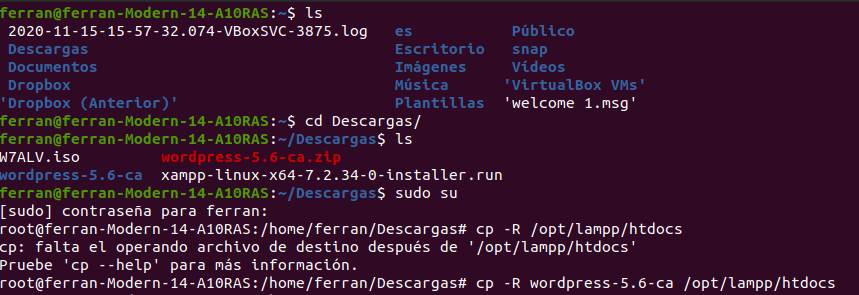 ferran@ferran-Modern-14-A10RAS:~$ ls
2020-11-15-15-57-32.074-VBoxSVC-3875.log es Público
Descargas Escritorio snap
Documentos Imágenes Vídeos
Dropbox Música 'VirtualBox VMs'
'Dropbox (Anterior)' Plantillas 'welcome 1.msg'
ferran@ferran-Modern-14-A10RAS:~$ cd Descargas/
ferran@ferran-Modern-14-A10RAS:~/Descargas$ ls
W7ALV.iso wordpress-5.6-ca.zip
wordpress-5.6-ca xampp-linux-x64-7.2.34-0-installer.run
ferran@ferran-Modern-14-A10RAS:~/Descargas$ sudo su
[sudo] contraseña para ferran:
root@ferran-Modern-14-A10RAS:/home/ferran/Descargas# cp -R /opt/lampp/htdocs
cp: falta el operando archivo de destino después de '/opt/lampp/htdocs'
Pruebe 'cp --help' para más información.
root@ferran-Modern-14-A10RAS:/home/ferran/Descargas# cp -R wordpress-5.6-ca /opt/lampp/htdocs